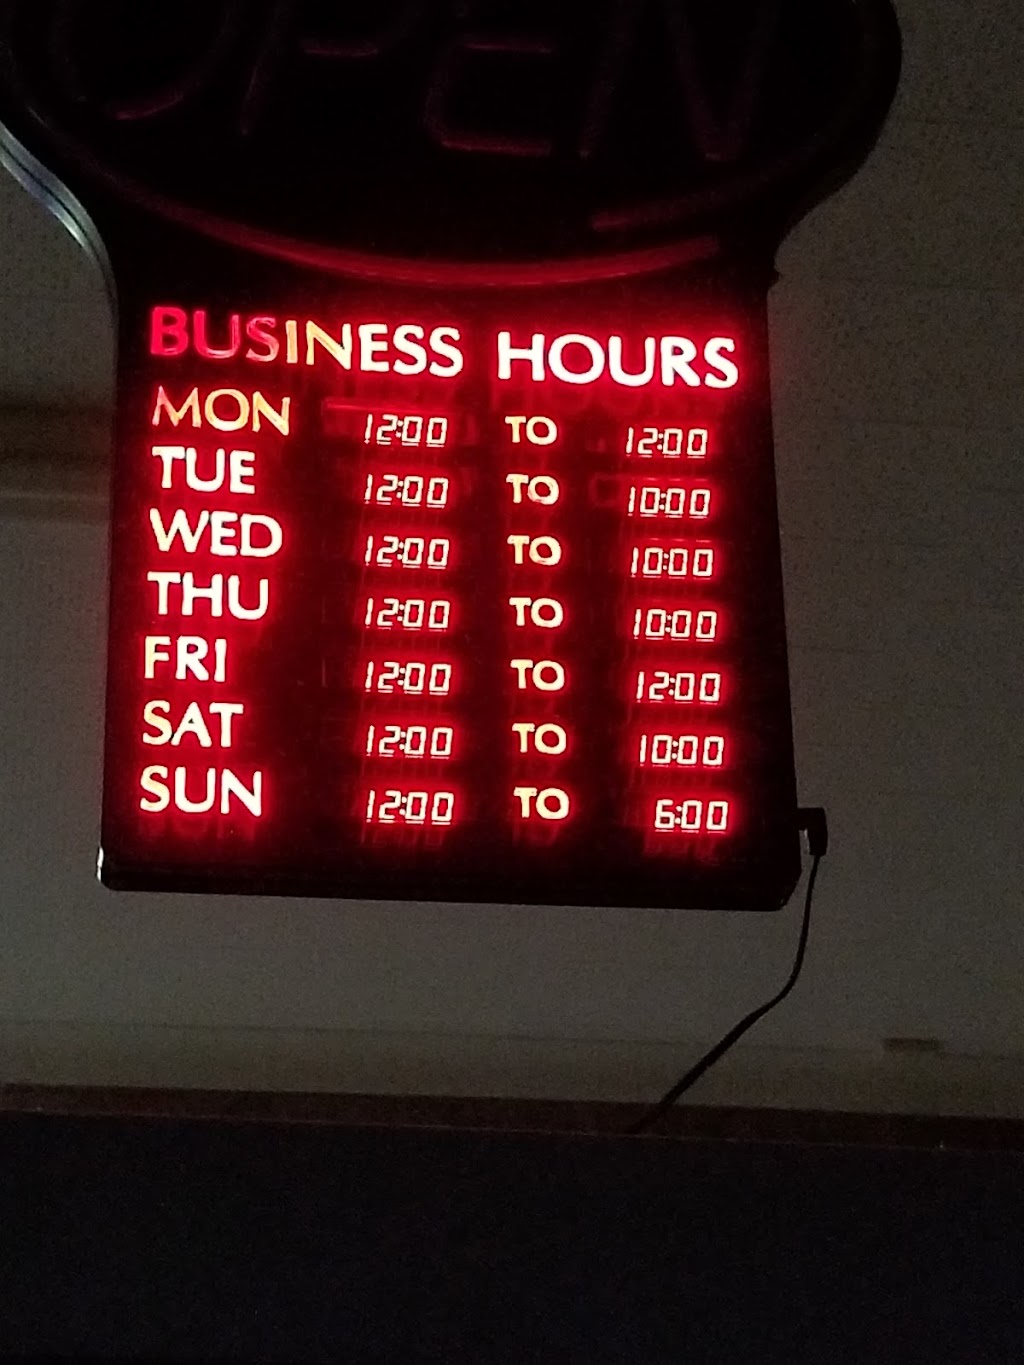 OPEN
BUSINESS HOURS
MON 12:00 TO 12:00
TUE 12:00 TO 10:00
WED 12:00 TO 10:00
THU 12:00 TO 10:00
FRI 12:00 TO 12:00
SAT 12:00 TO 10:00
SUN 12:00 TO 6:00